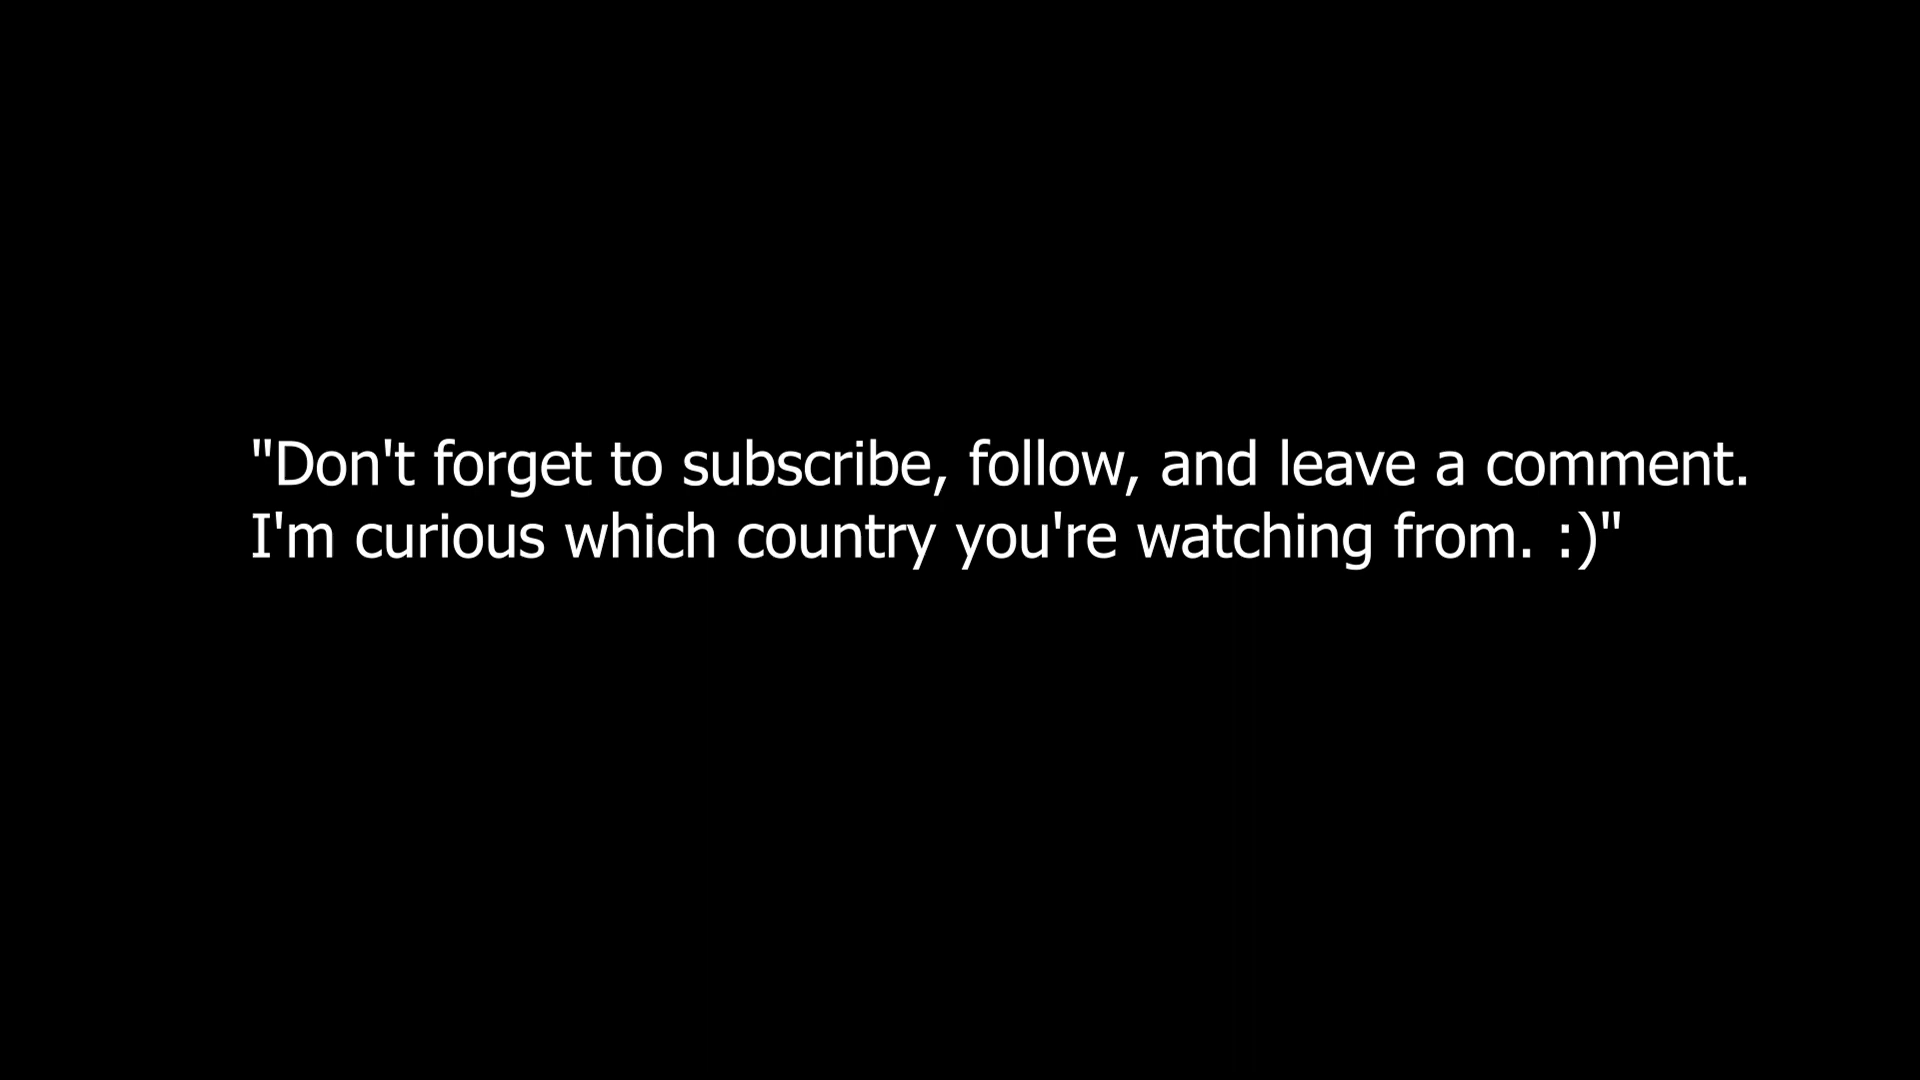 "Don't forget to subscribe, follow, and leave a comment.
I'm curious which country you're watching from. :)"